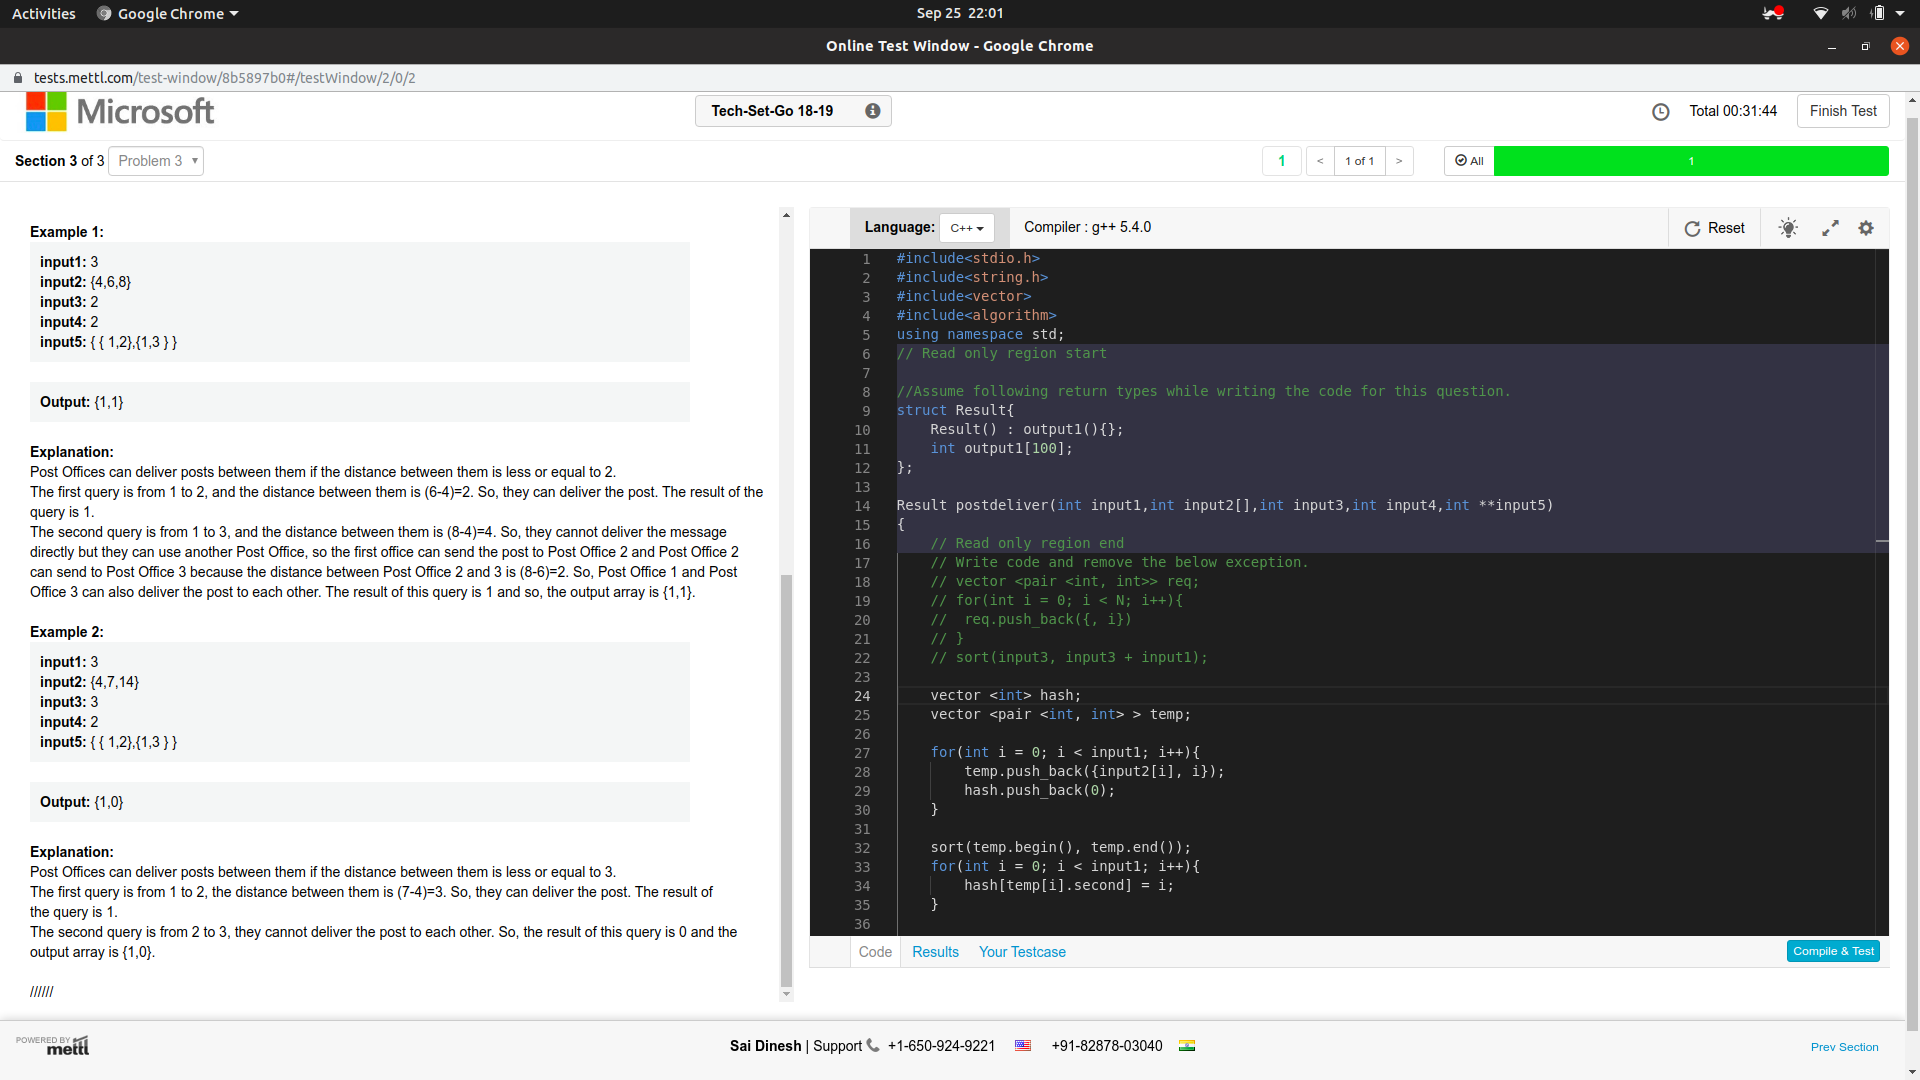 Activities Google Chrome Sep 25 22:01
Online Test Window - Google Chrome
tests.mettl.com/test-window/8b5897b0#/testWindow/2/0/2
Microsoft Tech-Set-Go 18-19 Total 00:31:44 Finish Test
Section 3 of 3 Problem 3 1 < 1 of 1 > All 1
Example 1:
input1: 3
input2: {4,6,8}
input3: 2
input4: 2
input5: { { 1,2},{1,3 } }
Output: {1,1}
Explanation:
Post Offices can deliver posts between them if the distance between them is less or equal to 2.
The first query is from 1 to 2, and the distance between them is (6-4)=2. So, they can deliver the post. The result of the
query is 1.
The second query is from 1 to 3, and the distance between them is (8-4)=4. So, they cannot deliver the message
directly but they can use another Post Office, so the first office can send the post to Post Office 2 and Post Office 2
can send to Post Office 3 because the distance between Post Office 2 and 3 is (8-6)=2. So, Post Office 1 and Post
Office 3 can also deliver the post to each other. The result of this query is 1 and so, the output array is {1,1}.
Example 2:
input1: 3
input2: {4,7,14}
input3: 3
input4: 2
input5: { { 1,2},{1,3 } }
Output: {1,0}
Explanation:
Post Offices can deliver posts between them if the distance between them is less or equal to 3.
The first query is from 1 to 2, the distance between them is (7-4)=3. So, they can deliver the post. The result of
the query is 1.
The second query is from 2 to 3, they cannot deliver the post to each other. So, the result of this query is 0 and the
output array is {1,0}.
//////
Language: C++ Compiler : g++ 5.4.0 Reset
1 #include<stdio.h>
2 #include<string.h>
3 #include<vector>
4 #include<algorithm>
5 using namespace std;
6 // Read only region start
7
8 //Assume following return types while writing the code for this question.
9 struct Result{
10 Result() : output1(){};
11 int output1[100];
12 };
13
14 Result postdeliver(int input1,int input2[],int input3,int input4,int **input5)
15 {
16 // Read only region end
17 // Write code and remove the below exception.
18 // vector <pair <int, int>> req;
19 // for(int i = 0; i < N; i++){
20 //  req.push_back({, i})
21 // }
22 // sort(input3, input3 + input1);
23
24 vector <int> hash;
25 vector <pair <int, int> > temp;
26
27 for(int i = 0; i < input1; i++){
28 temp.push_back({input2[i], i});
29 hash.push_back(0);
30 }
31
32 sort(temp.begin(), temp.end());
33 for(int i = 0; i < input1; i++){
34 hash[temp[i].second] = i;
35 }
36
Code Results Your Testcase Compile & Test
POWERED BY mettl Sai Dinesh | Support +1-650-924-9221 +91-82878-03040 Prev Section